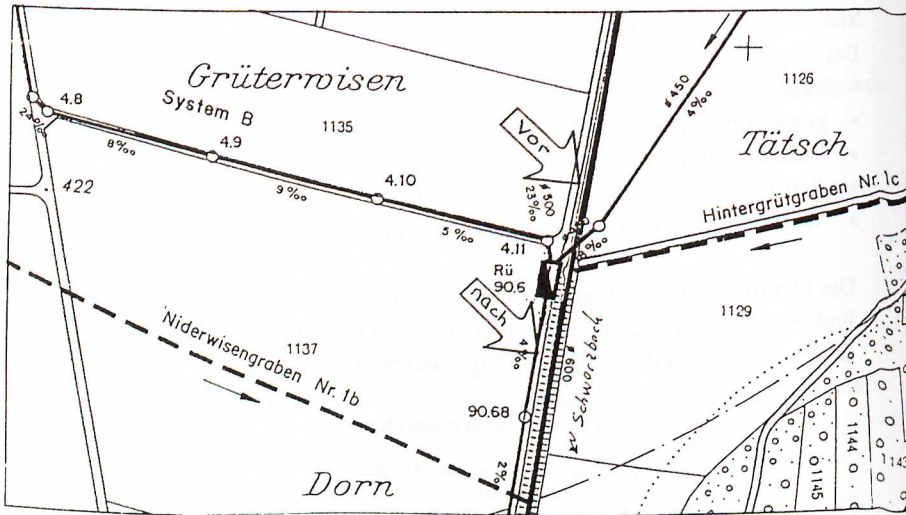 Grüterwisen
System B
1135
4.8
24‰
8‰
4.9
9‰
4.10
5‰
4.11
422
ø 500
23‰
Vor
ø 450
4‰
1126
Tätsch
Hintergrütgraben Nr. 1c
Rü
90.6
nach
4‰
ø 600
Schwarzbach
1129
Niderwisengraben Nr. 1b
1137
90.68
2‰
Dorn
1144
1145